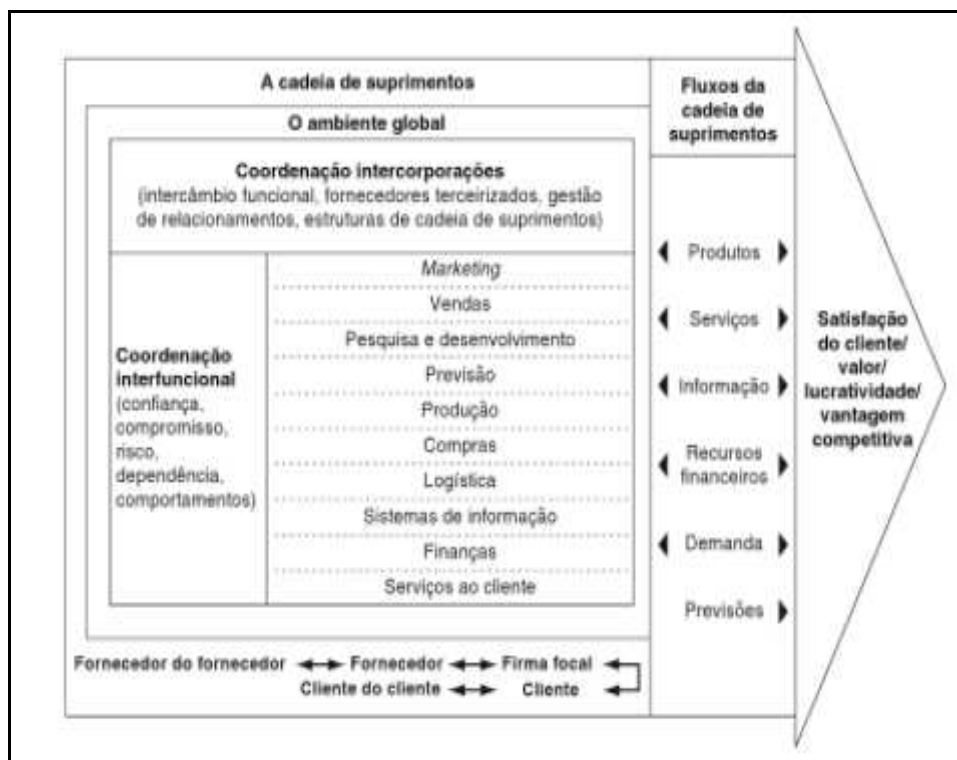 A cadeia de suprimentos
O ambiente global
Coordenação intercorporações
(intercâmbio funcional, fornecedores terceirizados, gestão
de relacionamentos, estruturas de cadeia de suprimentos)
Coordenação
interfuncional
(confiança,
compromisso,
risco,
dependência,
comportamentos)
Marketing
Vendas
Pesquisa e desenvolvimento
Previsão
Produção
Compras
Logística
Sistemas de informação
Finanças
Serviços ao cliente
Fornecedor do fornecedor Fornecedor Firma focal
Cliente do cliente Cliente
Fluxos da
cadeia de
suprimentos
Produtos
Serviços
Informação
Recursos
financeiros
Demanda
Previsões
Satisfação
do cliente/
valor/
lucratividade/
vantagem
competitiva